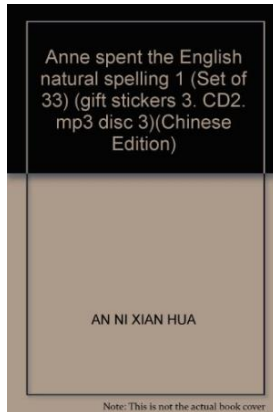 Anne spent the English
natural spelling 1 (Set of
33) (gift stickers 3. CD2.
mp3 disc 3)(Chinese
Edition)
AN NI XIAN HUA
Note: This is not the actual book cover